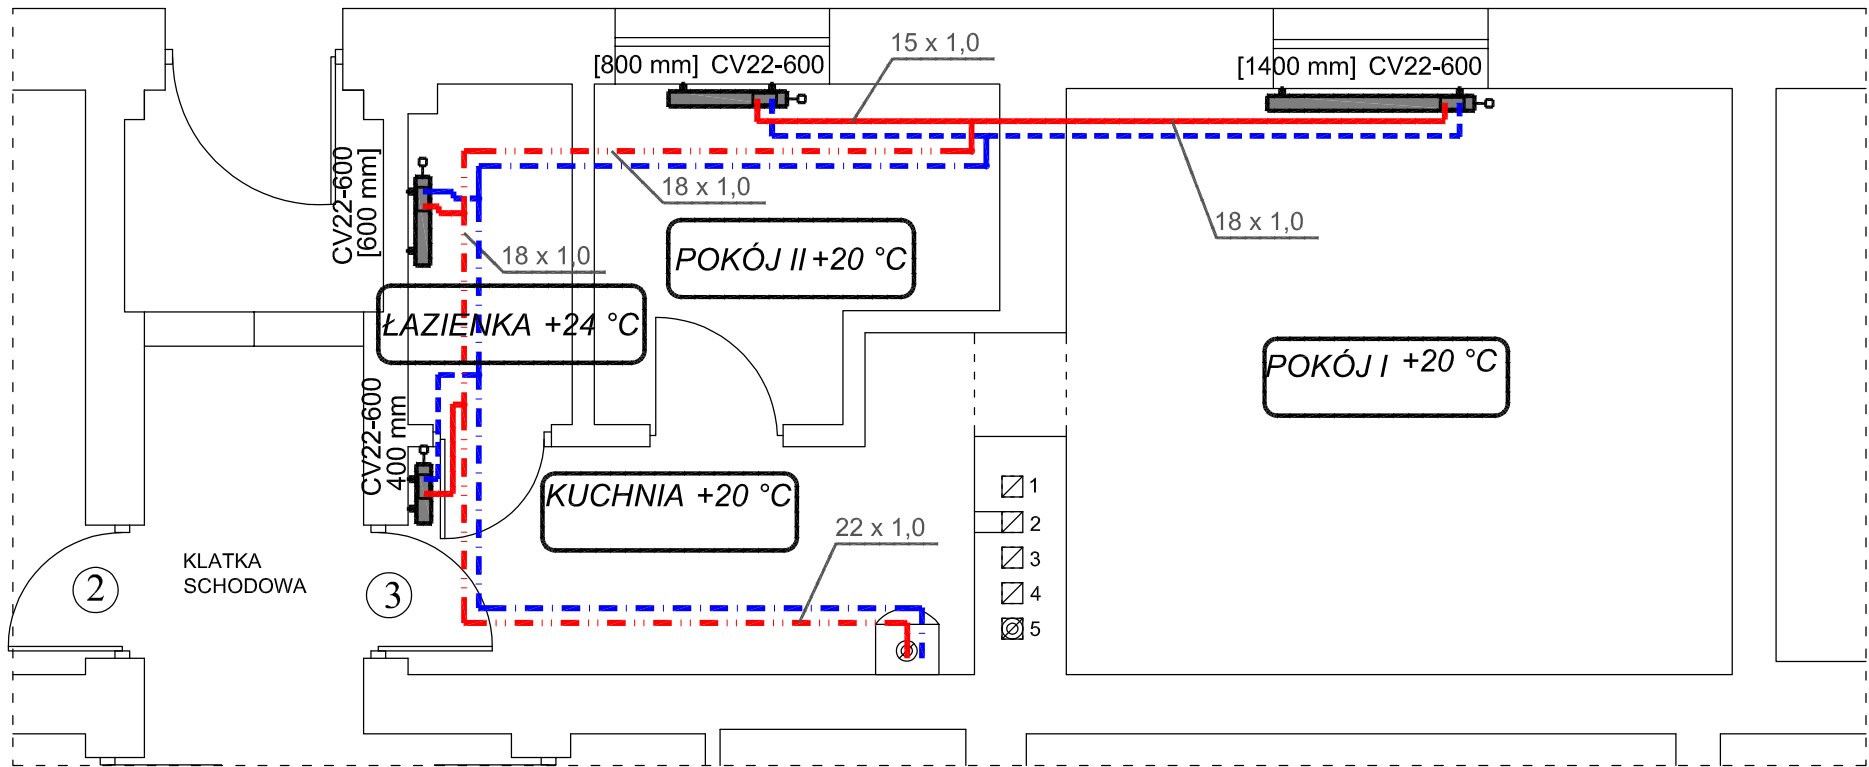 15 x 1,0
[800 mm] CV22-600
[1400 mm] CV22-600
CV22-600
[600 mm]
18 x 1,0
18 x 1,0
18 x 1,0
POKÓJ II +20 °C
ŁAZIENKA +24 °C
POKÓJ I +20 °C
CV22-600
400 mm
KUCHNIA +20 °C
1
2
3
4
5
22 x 1,0
KLATKA
SCHODOWA
2
3